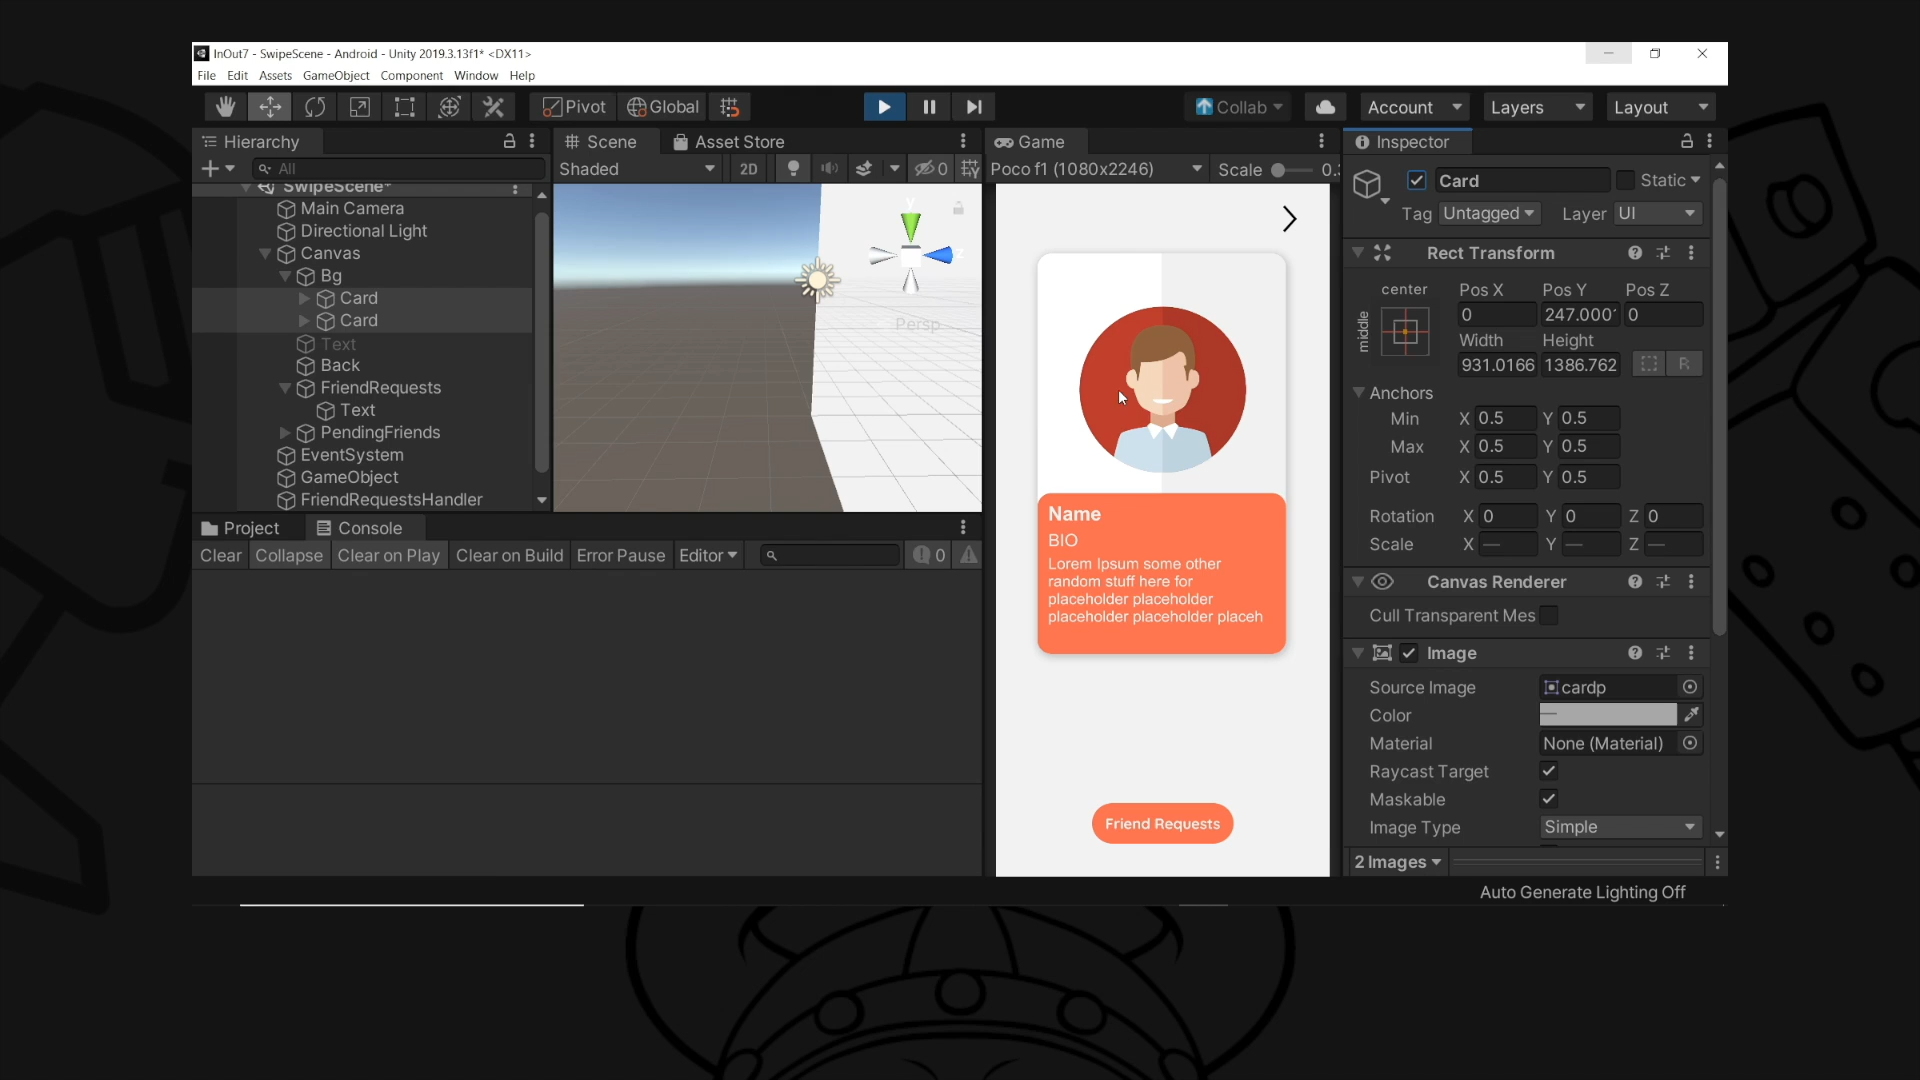 InOut7 - SwipeScene - Android - Unity 2019.3.13f1* <DX11>
File Edit Assets GameObject Component Window Help
Pivot Global Collab Account Layers Layout
Hierarchy
All
SwipeScene*
Main Camera
Directional Light
Canvas
Bg
Card
Card
Text
Back
FriendRequests
Text
PendingFriends
EventSystem
GameObject
FriendRequestsHandler
Scene Asset Store
Shaded 2D 0
y
z
Persp
Game
Poco f1 (1080x2246) Scale 0.
Name
BIO
Lorem Ipsum some other
random stuff here for
placeholder placeholder
placeholder placeholder placeh
Friend Requests
Project Console
Clear Collapse Clear on Play Clear on Build Error Pause Editor 0
Inspector
Card Static
Tag Untagged Layer UI
Rect Transform
center Pos X Pos Y Pos Z
middle 0 247.000 0
Width Height
931.0166 1386.762 R
Anchors
Min X 0.5 Y 0.5
Max X 0.5 Y 0.5
Pivot X 0.5 Y 0.5
Rotation X 0 Y 0 Z 0
Scale X — Y — Z —
Canvas Renderer
Cull Transparent Mes
Image
Source Image cardp
Color —
Material None (Material)
Raycast Target
Maskable
Image Type Simple
2 Images
Auto Generate Lighting Off